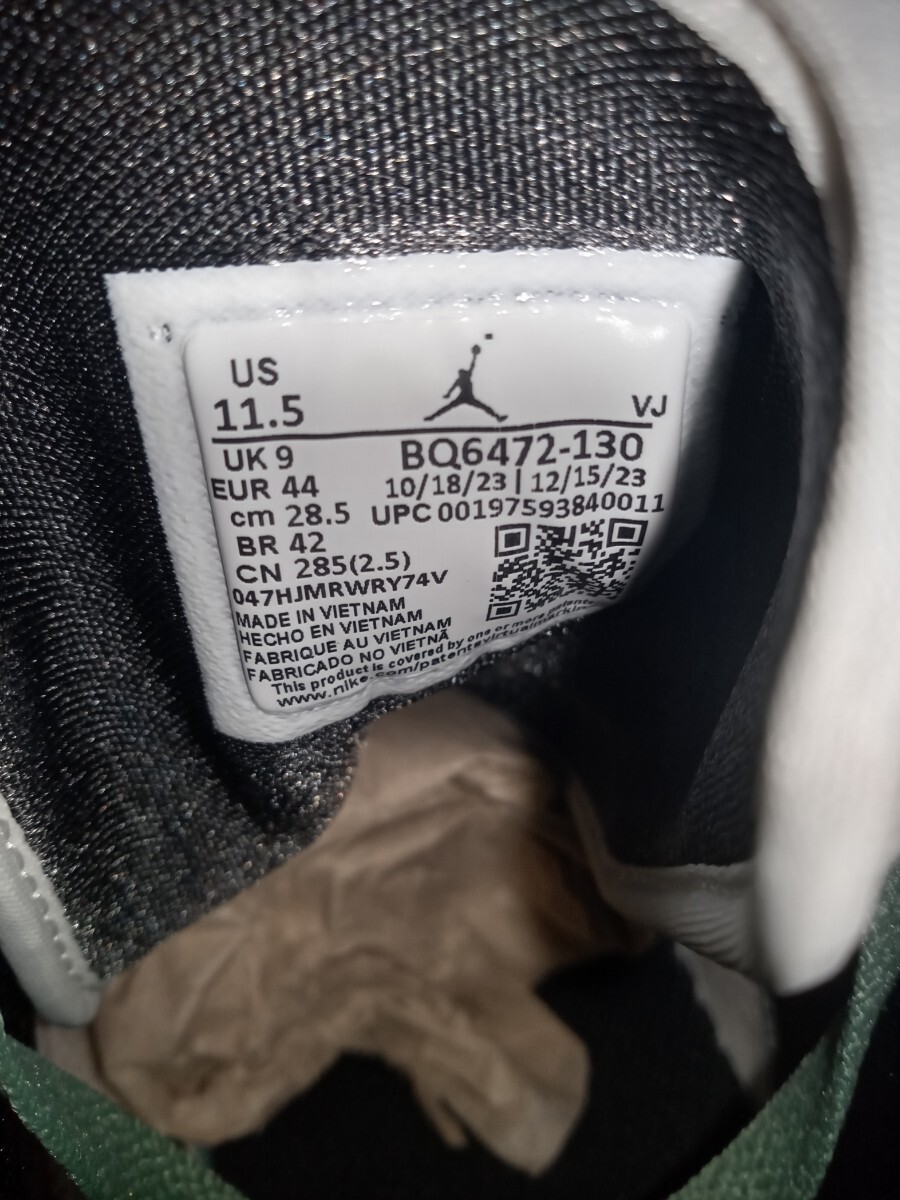 US
11.5
VJ
UK 9
BQ6472-130
EUR 44
10/18/23 | 12/15/23
cm 28.5
UPC 00197593840011
BR 42
CN 285(2.5)
047HJMRWRY74V
MADE IN VIETNAM
HECHO EN VIETNAM
FABRIQUE AU VIETNAM
FABRICADO NO VIETNÃ
This product is covered by one or more patents
www.nike.com/patentsvirtualmarking